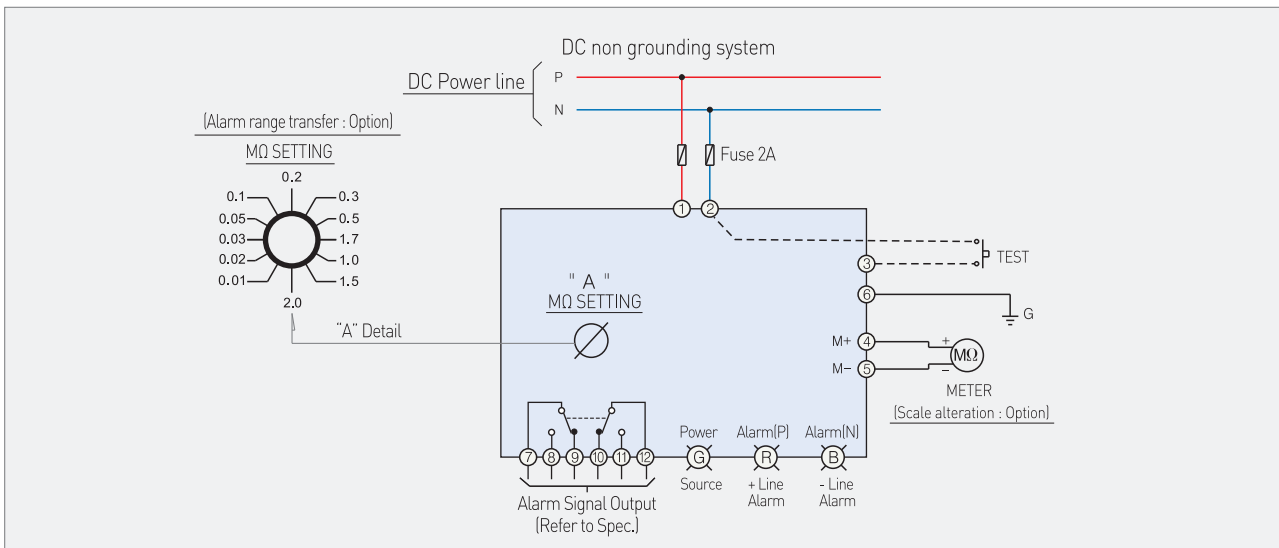 DC non grounding system
DC Power line
P
N
(Alarm range transfer : Option)
MΩ SETTING
0.2
0.1
0.3
0.05
0.5
0.03
1.7
0.02
1.0
0.01
1.5
2.0
"A" Detail
Fuse 2A
1
2
3
TEST
" A "
MΩ SETTING
6
G
M+
4
+
MΩ
M-
5
-
METER
(Scale alteration : Option)
7
8
9
10
11
12
Alarm Signal Output
(Refer to Spec.)
Power
G
Source
Alarm(P)
R
+ Line
Alarm
Alarm(N)
B
- Line
Alarm